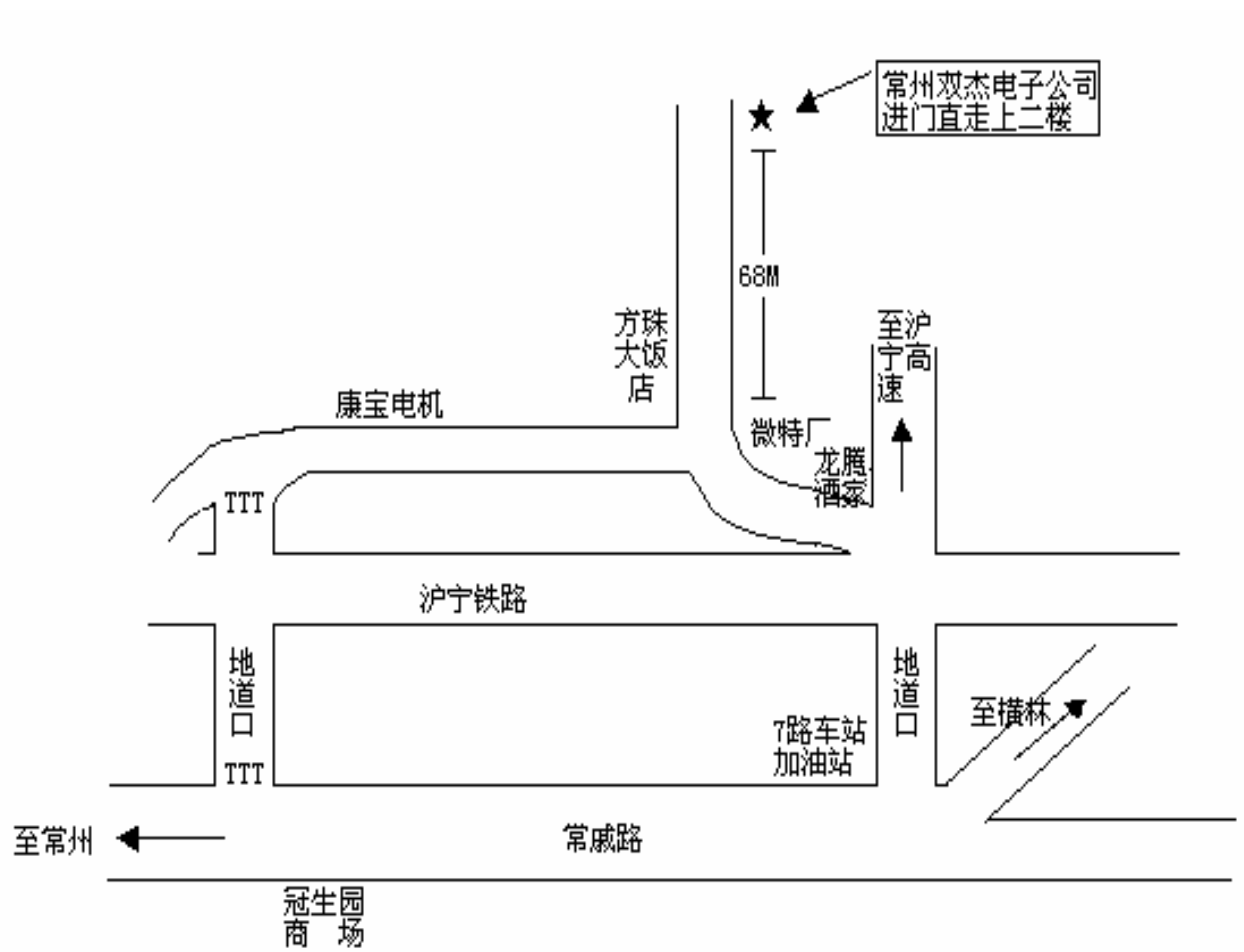 常州双杰电子公司
进门直走上二楼
68M
方珠
大饭
店
至沪
宁高
速
康宝电机
微特厂
龙腾
酒家
TTT
沪宁铁路
地
道
口
地
道
口
至横林
7路车站
加油站
TTT
至常州
常戚路
冠生园
商 场